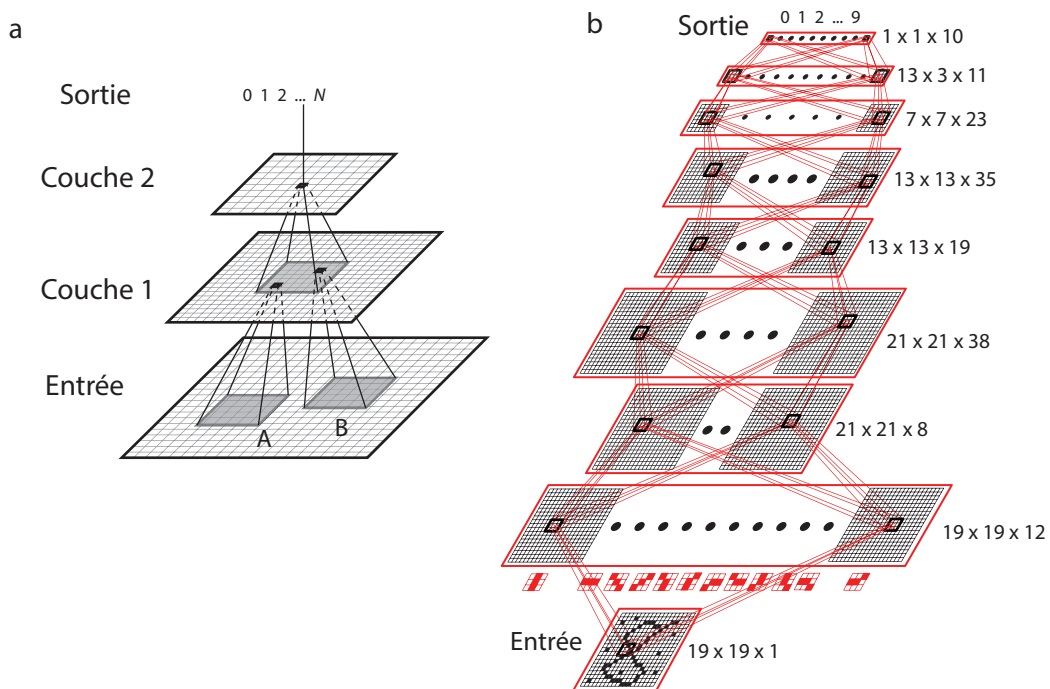 a
Sortie
0 1 2 ... N
Couche 2
Couche 1
Entrée
A
B
b
Sortie
0 1 2 ... 9
1 x 1 x 10
13 x 3 x 11
7 x 7 x 23
13 x 13 x 35
13 x 13 x 19
21 x 21 x 38
21 x 21 x 8
19 x 19 x 12
Entrée
19 x 19 x 1